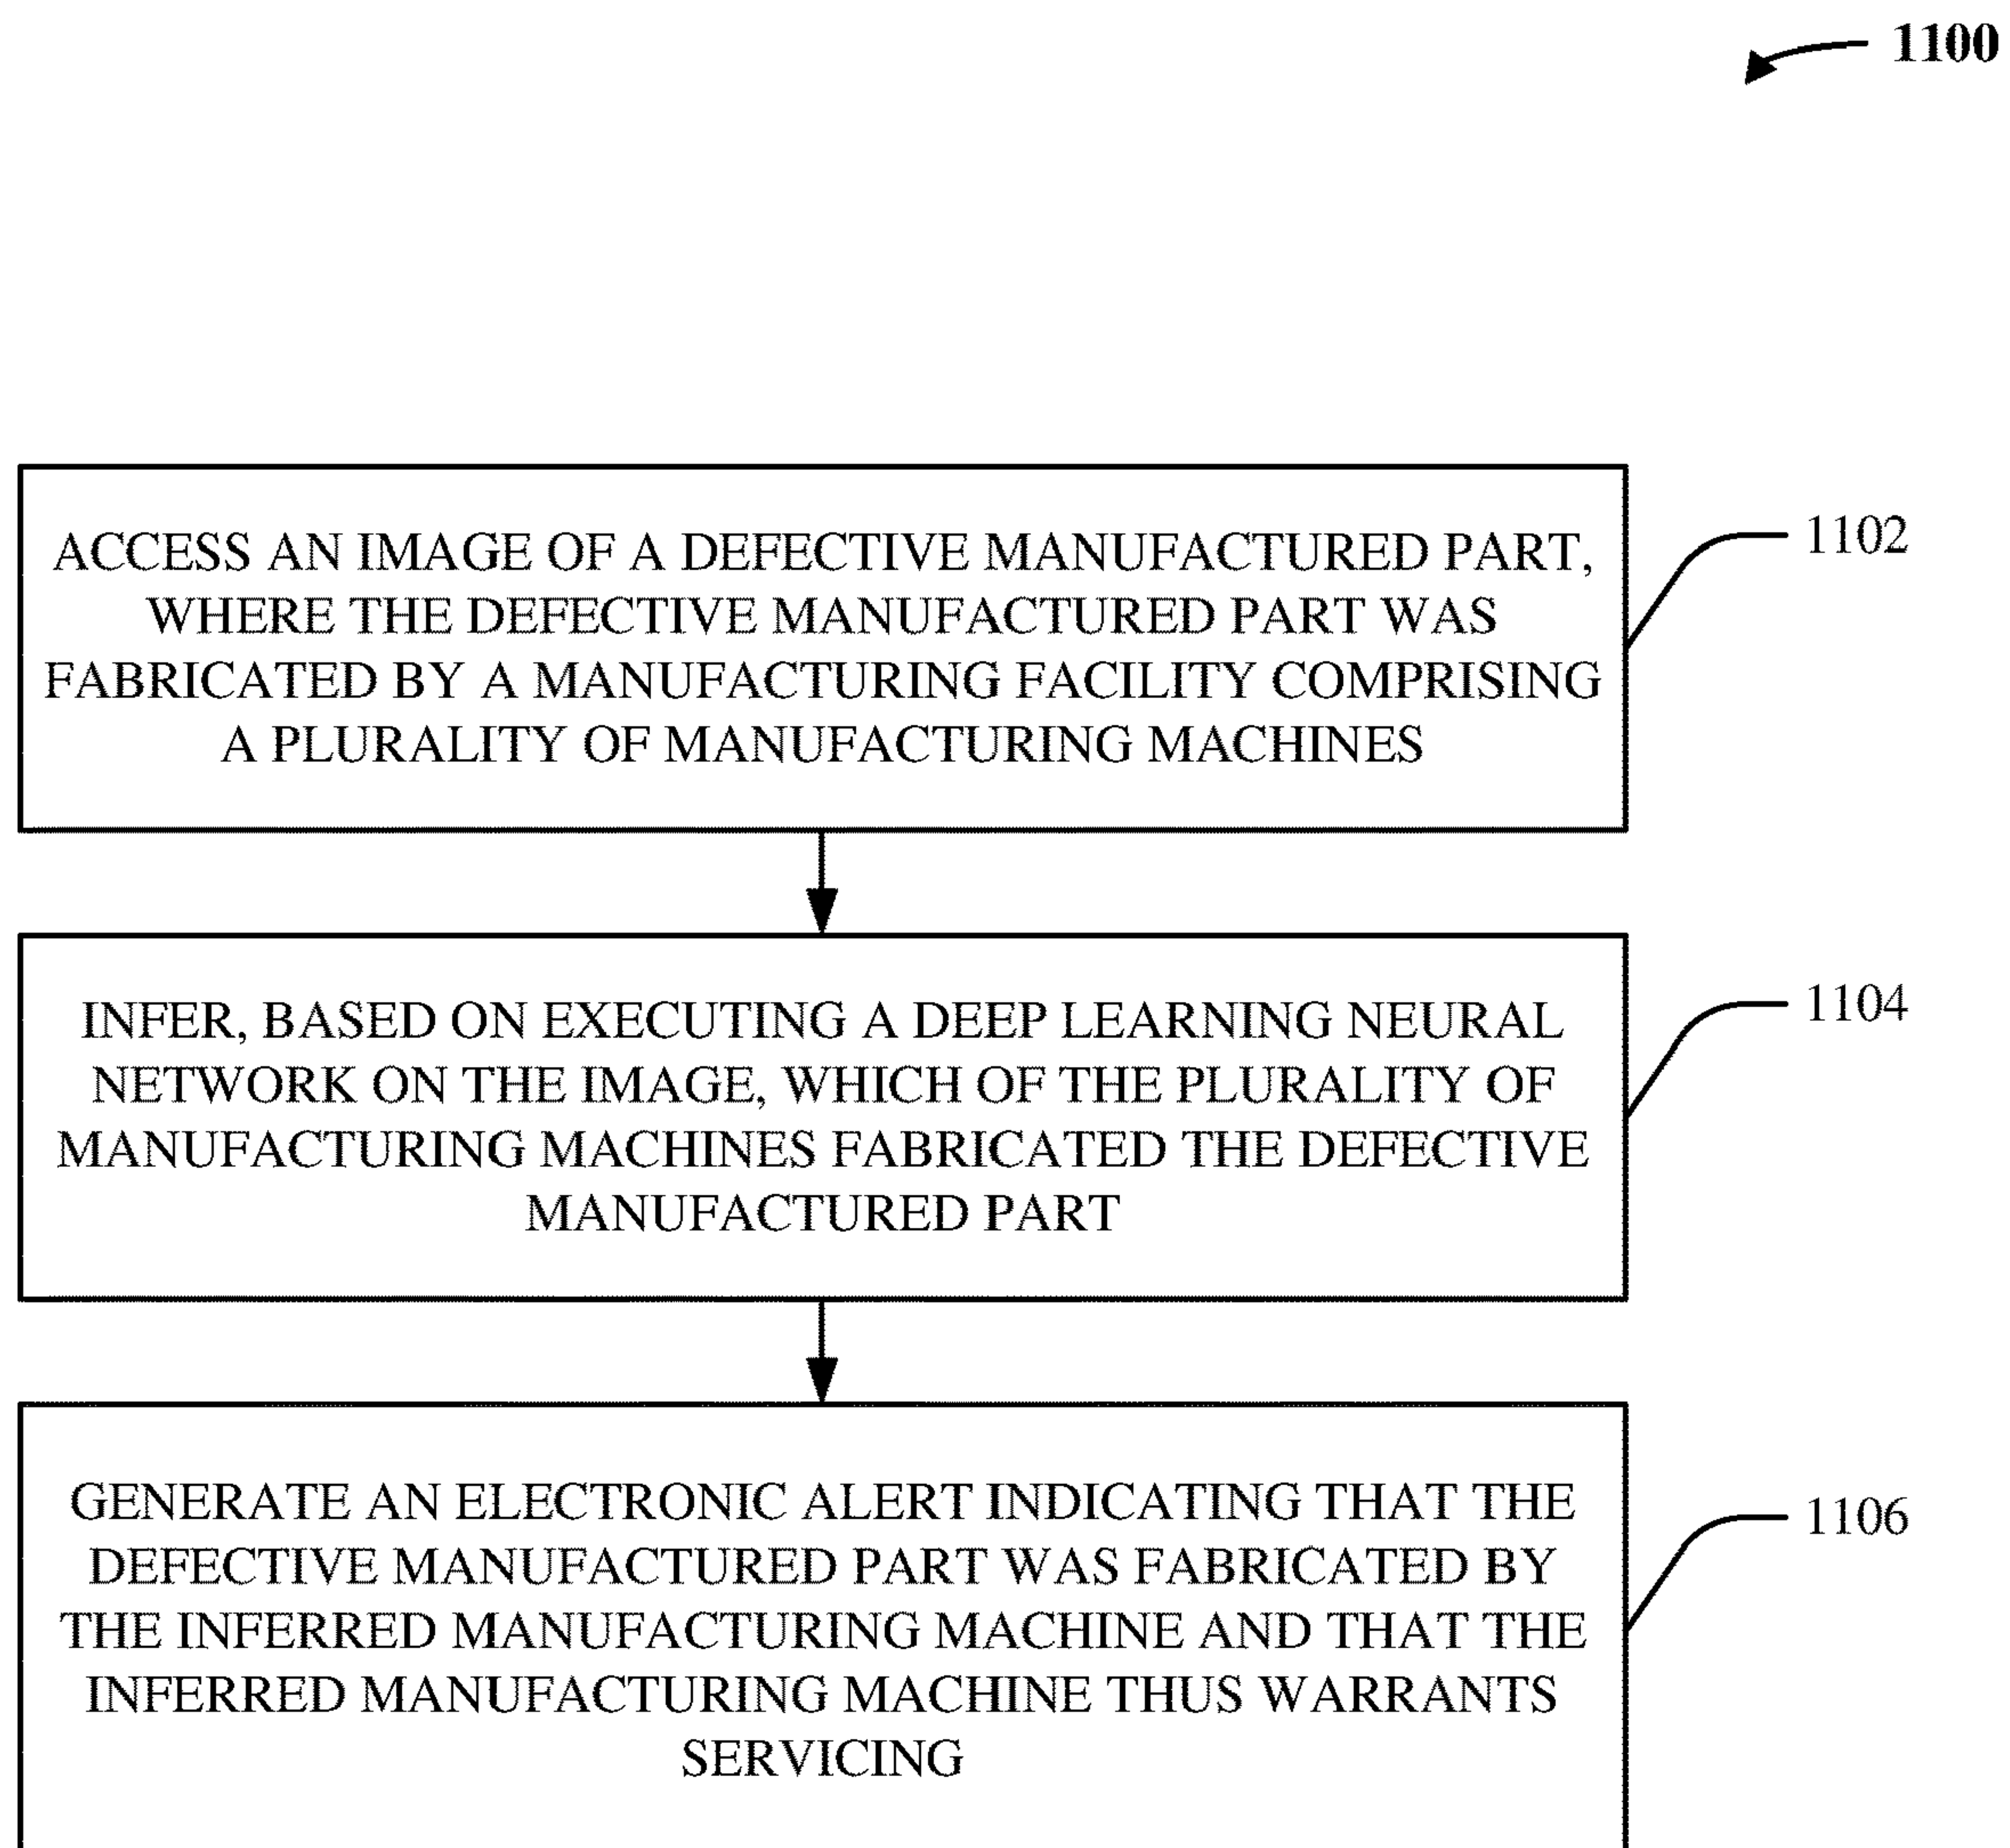 1100
ACCESS AN IMAGE OF A DEFECTIVE MANUFACTURED PART,
WHERE THE DEFECTIVE MANUFACTURED PART WAS
FABRICATED BY A MANUFACTURING FACILITY COMPRISING
A PLURALITY OF MANUFACTURING MACHINES
1102
INFER, BASED ON EXECUTING A DEEP LEARNING NEURAL
NETWORK ON THE IMAGE, WHICH OF THE PLURALITY OF
MANUFACTURING MACHINES FABRICATED THE DEFECTIVE
MANUFACTURED PART
1104
GENERATE AN ELECTRONIC ALERT INDICATING THAT THE
DEFECTIVE MANUFACTURED PART WAS FABRICATED BY
THE INFERRED MANUFACTURING MACHINE AND THAT THE
INFERRED MANUFACTURING MACHINE THUS WARRANTS
SERVICING
1106